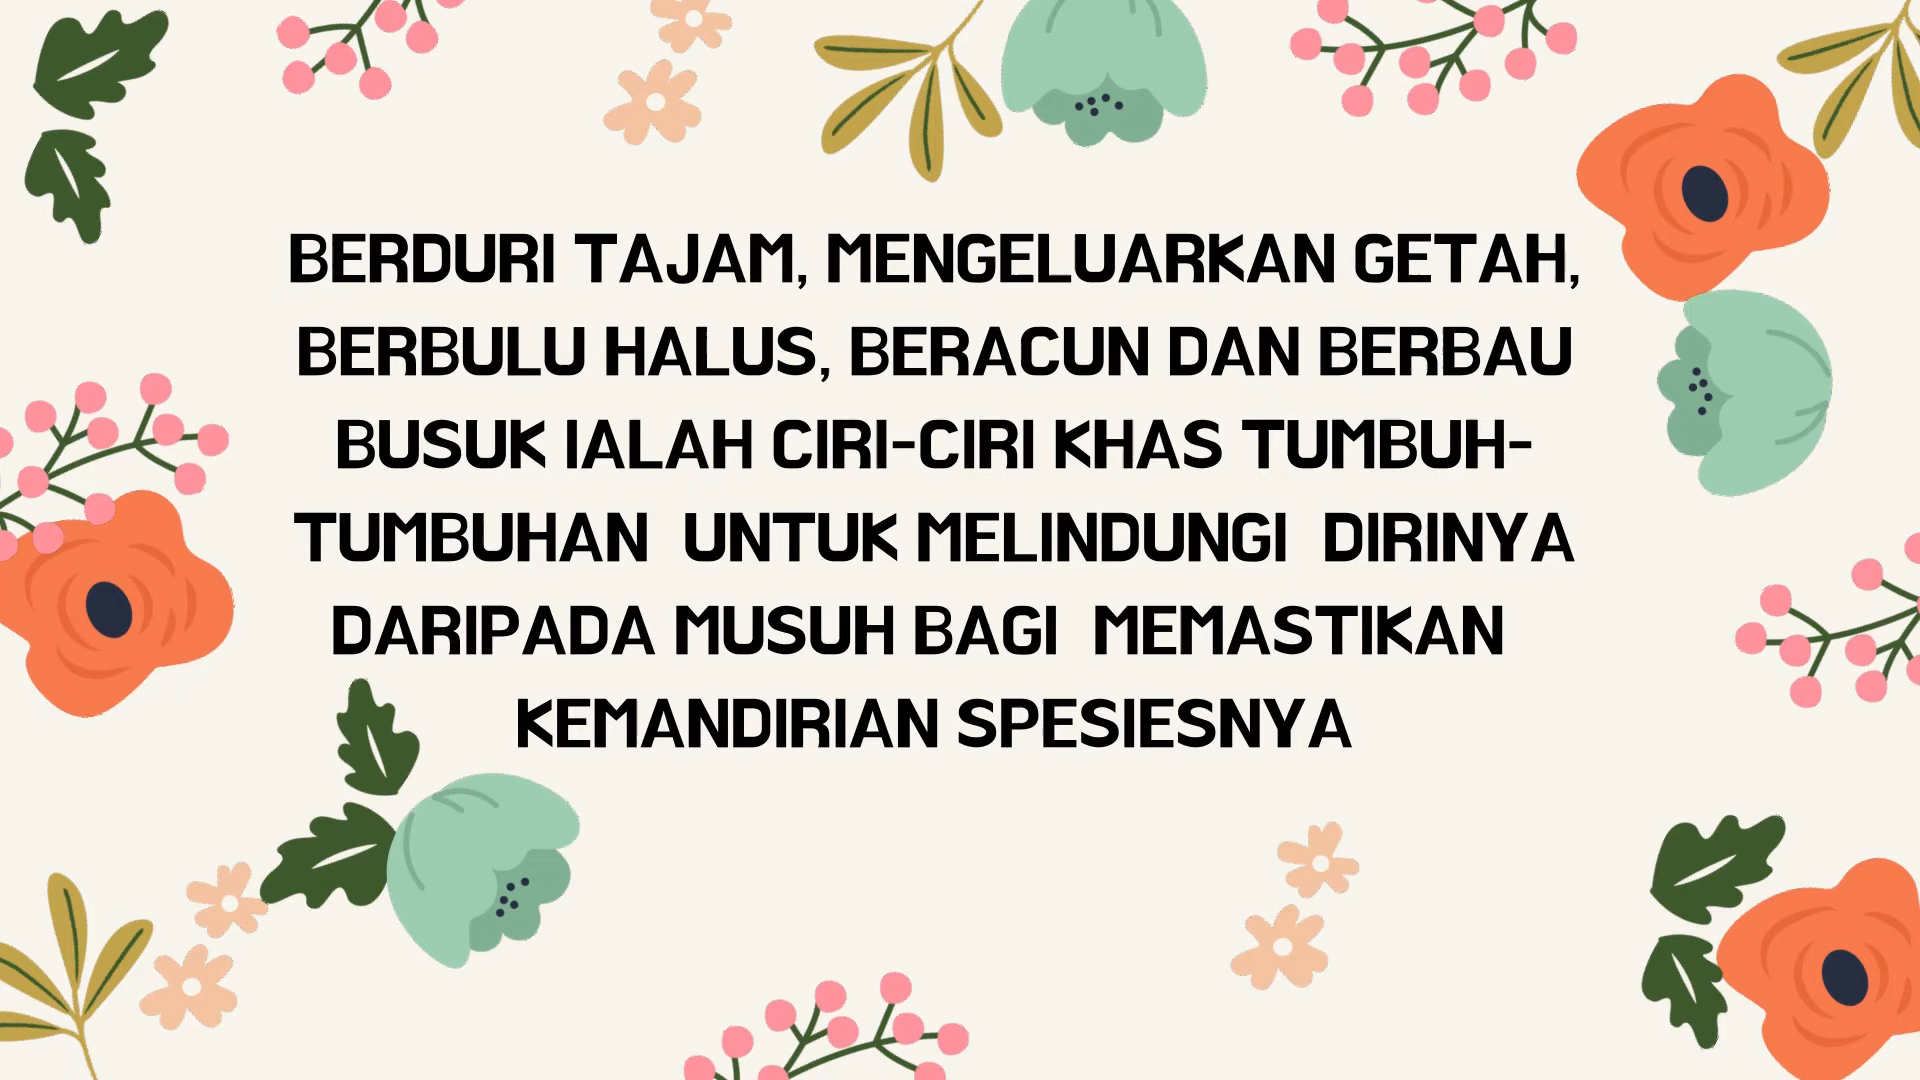 BERDURI TAJAM, MENGELUARKAN GETAH,
BERBULU HALUS, BERACUN DAN BERBAU
BUSUK IALAH CIRI-CIRI KHAS TUMBUH-
TUMBUHAN  UNTUK MELINDUNGI  DIRINYA
DARIPADA MUSUH BAGI  MEMASTIKAN
KEMANDIRIAN SPESIESNYA